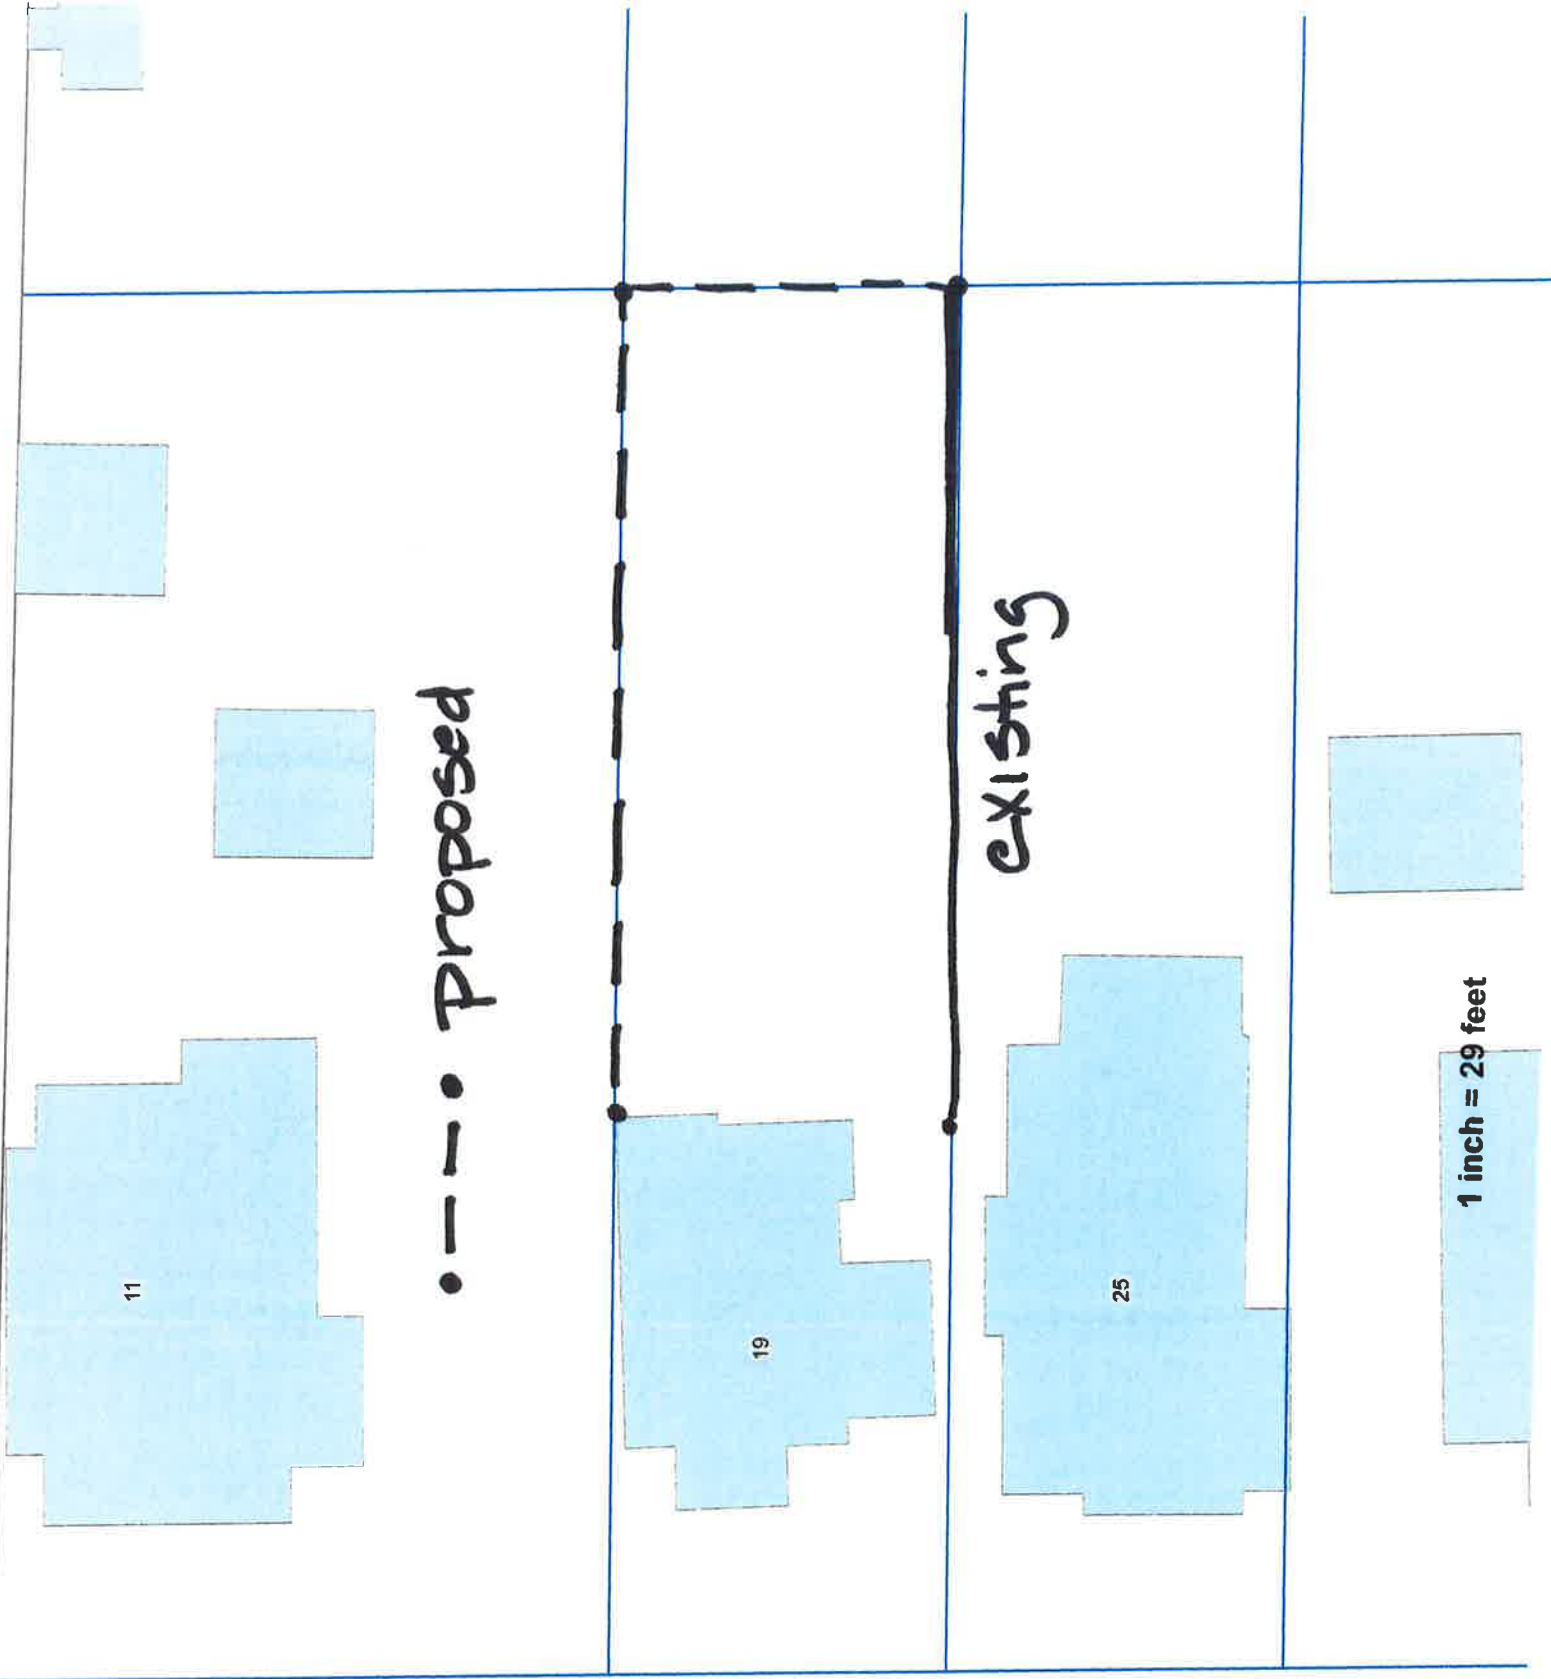 11
proposed
19
existing
25
1 inch = 29 feet